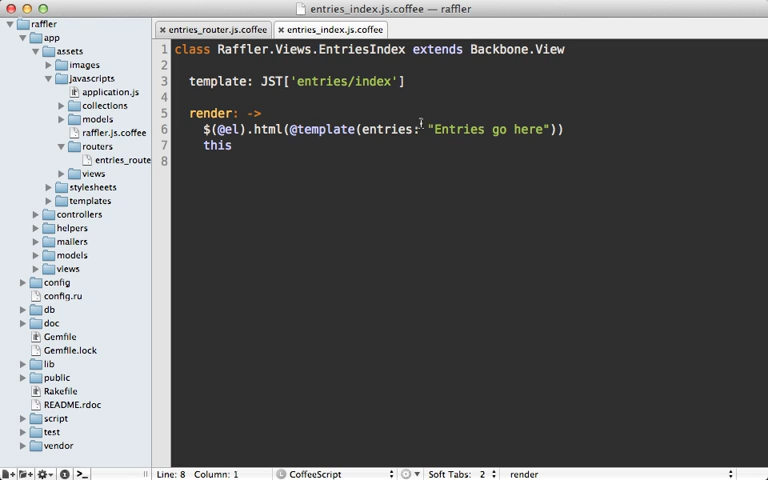 entries_index.js.coffee — raffler
raffler
app
assets
images
javascripts
application.js
collections
models
raffler.js.coffee
routers
entries_route
views
stylesheets
templates
controllers
helpers
mailers
models
views
config
config.ru
db
doc
Gemfile
Gemfile.lock
lib
public
Rakefile
README.rdoc
script
test
vendor
entries_router.js.coffee
entries_index.js.coffee
1 class Raffler.Views.EntriesIndex extends Backbone.View
2
3 template: JST['entries/index']
4
5 render: ->
6 $(@el).html(@template(entries: "Entries go here"))
7 this
8
Line: 8 Column: 1 CoffeeScript Soft Tabs: 2 render